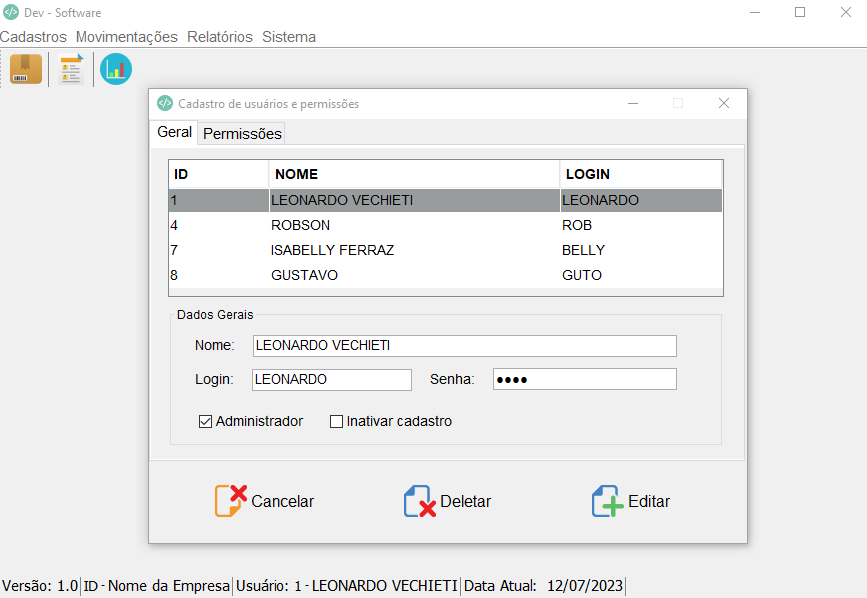 Dev - Software
Cadastros Movimentações Relatórios Sistema
Cadastro de usuários e permissões
Geral Permissões
ID NOME LOGIN
1 LEONARDO VECHIETI LEONARDO
4 ROBSON ROB
7 ISABELLY FERRAZ BELLY
8 GUSTAVO GUTO
Dados Gerais
Nome: LEONARDO VECHIETI
Login: LEONARDO Senha: ●●●●
Administrador Inativar cadastro
Cancelar Deletar Editar
Versão: 1.0 ID - Nome da Empresa Usuário: 1 - LEONARDO VECHIETI Data Atual: 12/07/2023